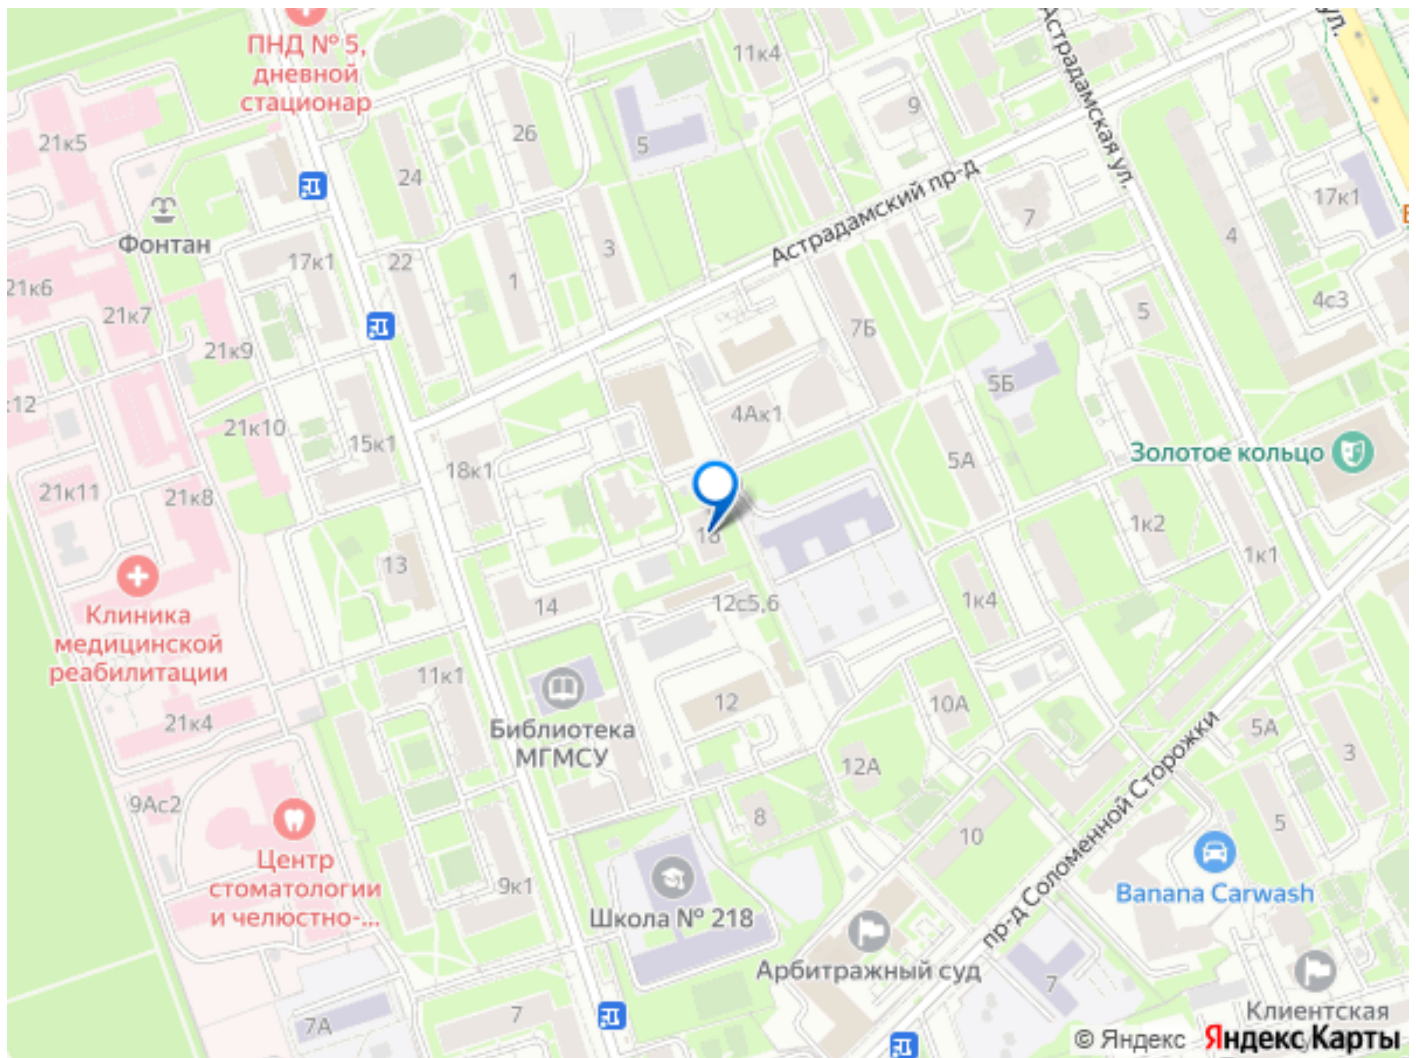 ПНД № 5,
дневной
стационар
11к4
Астрадамская ул.
ул.
21к5
24
26
5
9
17к1
Фонтан
17к1
22
1
3
Астрадамский пр-д
7
4
4с3
21к6
21к7
21к9
7Б
5
5Б
21к10
15к1
18к1
4Ак1
5А
Золотое кольцо
21к11
21к8
1к2
1к1
13
14
12с5,6
1к4
Клиника
медицинской
реабилитации
11к1
21к4
Библиотека
МГМСУ
12
10А
12А
пр-д Соломенной Сторожки
5А
3
9Ас2
8
10
5
Центр
стоматологии
и челюстно-...
9к1
Школа № 218
Banana Carwash
Арбитражный суд
7А
7
7
Клиентская
© Яндекс Яндекс Карты